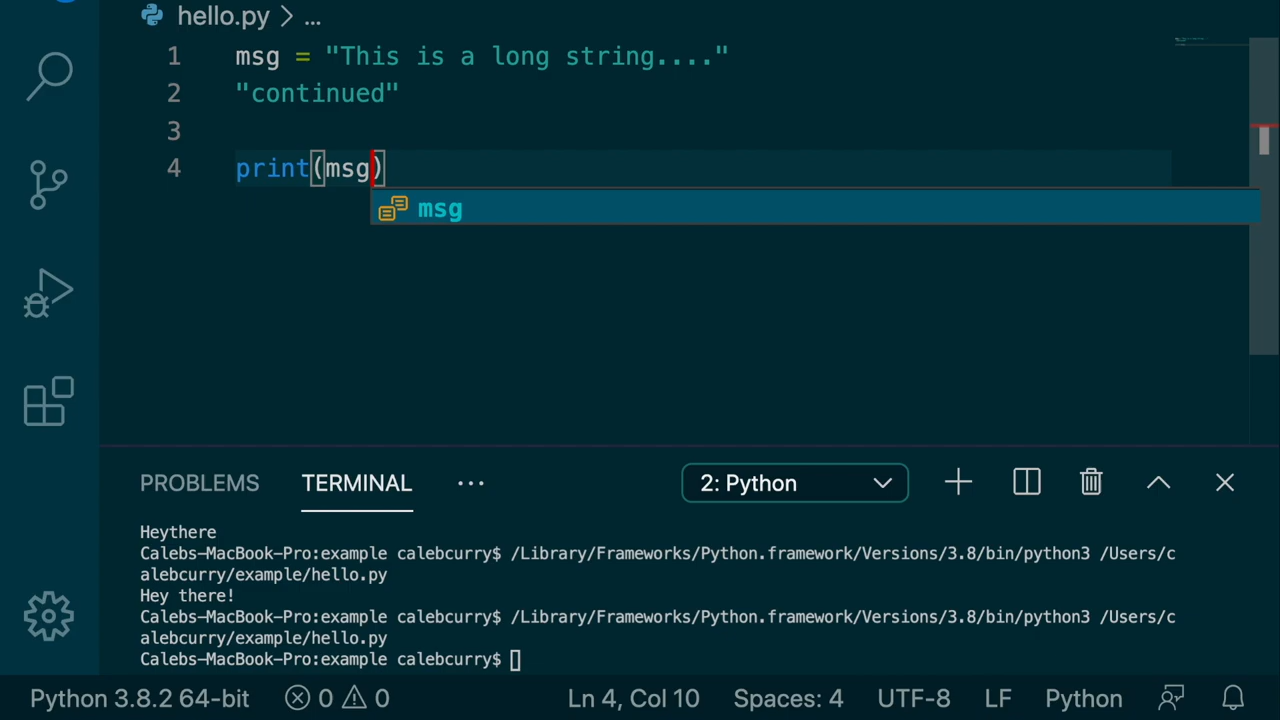 hello.py > ...
1 msg = "This is a long string...."
2 "continued"
3
4 print(msg)
msg
PROBLEMS TERMINAL ... 2: Python
Heythere
Calebs-MacBook-Pro:example calebcurry$ /Library/Frameworks/Python.framework/Versions/3.8/bin/python3 /Users/c
alebcurry/example/hello.py
Hey there!
Calebs-MacBook-Pro:example calebcurry$ /Library/Frameworks/Python.framework/Versions/3.8/bin/python3 /Users/c
alebcurry/example/hello.py
Calebs-MacBook-Pro:example calebcurry$
Python 3.8.2 64-bit 0 0 Ln 4, Col 10 Spaces: 4 UTF-8 LF Python